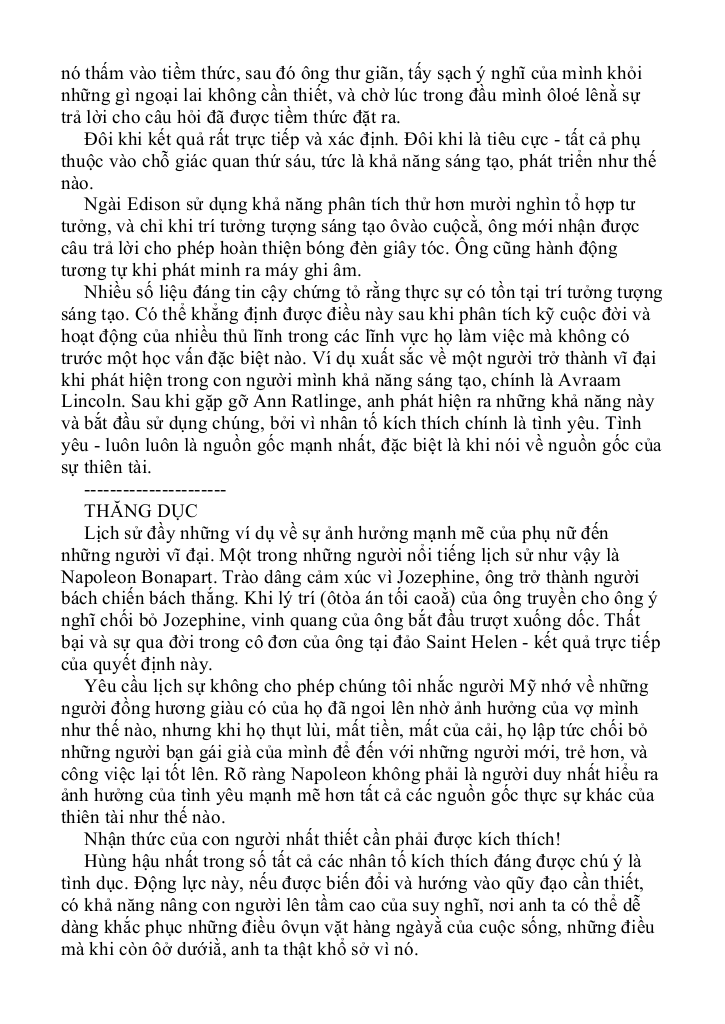 nó thấm vào tiềm thức, sau đó ông thư giãn, tấy sạch ý nghĩ của mình khỏi
những gì ngoại lai không cần thiết, và chờ lúc trong đầu mình ôloé lênẳ sự
trả lời cho câu hỏi đã được tiềm thức đặt ra.
Đôi khi kết quả rất trực tiếp và xác định. Đôi khi là tiêu cực - tất cả phụ
thuộc vào chỗ giác quan thứ sáu, tức là khả năng sáng tạo, phát triển như thế
nào.
Ngài Edison sử dụng khả năng phân tích thử hơn mười nghìn tổ hợp tư
tưởng, và chỉ khi trí tưởng tượng sáng tạo ôvào cuộcẳ, ông mới nhận được
câu trả lời cho phép hoàn thiện bóng đèn giây tóc. Ông cũng hành động
tương tự khi phát minh ra máy ghi âm.
Nhiều số liệu đáng tin cậy chứng tỏ rằng thực sự có tồn tại trí tưởng tượng
sáng tạo. Có thể khẳng định được điều này sau khi phân tích kỹ cuộc đời và
hoạt động của nhiều thủ lĩnh trong các lĩnh vực họ làm việc mà không có
trước một học vấn đặc biệt nào. Ví dụ xuất sắc về một người trở thành vĩ đại
khi phát hiện trong con người mình khả năng sáng tạo, chính là Avraam
Lincoln. Sau khi gặp gỡ Ann Ratlinge, anh phát hiện ra những khả năng này
và bắt đầu sử dụng chúng, bởi vì nhân tố kích thích chính là tình yêu. Tình
yêu - luôn luôn là nguồn gốc mạnh nhất, đặc biệt là khi nói về nguồn gốc của
sự thiên tài.
----------------------
THĂNG DỤC
Lịch sử đầy những ví dụ về sự ảnh hưởng mạnh mẽ của phụ nữ đến
những người vĩ đại. Một trong những người nổi tiếng lịch sử như vậy là
Napoleon Bonapart. Trào dâng cảm xúc vì Jozephine, ông trở thành người
bách chiến bách thắng. Khi lý trí (ôtòa án tối caoẳ) của ông truyền cho ông ý
nghĩ chối bỏ Jozephine, vinh quang của ông bắt đầu trượt xuống dốc. Thất
bại và sự qua đời trong cô đơn của ông tại đảo Saint Helen - kết quả trực tiếp
của quyết định này.
Yêu cầu lịch sự không cho phép chúng tôi nhắc người Mỹ nhớ về những
người đồng hương giàu có của họ đã ngoi lên nhờ ảnh hưởng của vợ mình
như thế nào, nhưng khi họ thụt lùi, mất tiền, mất của cải, họ lập tức chối bỏ
những người bạn gái già của mình để đến với những người mới, trẻ hơn, và
công việc lại tốt lên. Rõ ràng Napoleon không phải là người duy nhất hiểu ra
ảnh hưởng của tình yêu mạnh mẽ hơn tất cả các nguồn gốc thực sự khác của
thiên tài như thế nào.
Nhận thức của con người nhất thiết cần phải được kích thích!
Hùng hậu nhất trong số tất cả các nhân tố kích thích đáng được chú ý là
tình dục. Động lực này, nếu được biến đổi và hướng vào qũy đạo cần thiết,
có khả năng nâng con người lên tầm cao của suy nghĩ, nơi anh ta có thể dễ
dàng khắc phục những điều ôvụn vặt hàng ngàyẳ của cuộc sống, những điều
mà khi còn ôở dướiẳ, anh ta thật khổ sở vì nó.